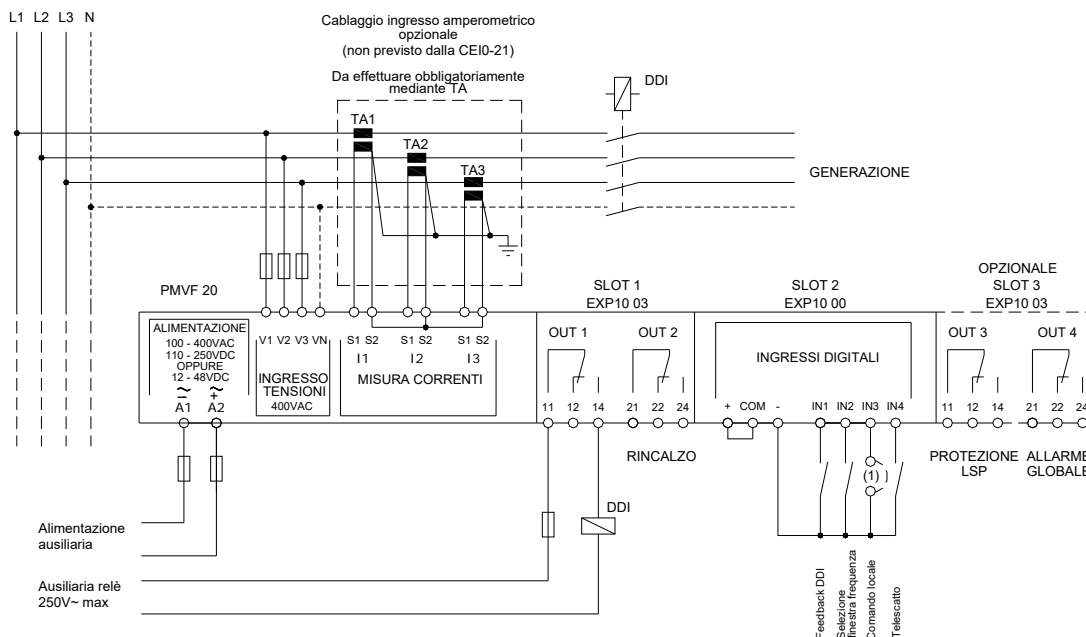 L1 L2 L3 N
Cablaggio ingresso amperometrico
opzionale
(non previsto dalla CEI0-21)
Da effettuare obbligatoriamente
mediante TA
DDI
TA1
TA2
TA3
GENERAZIONE
PMVF 20
SLOT 1
EXP10 03
SLOT 2
EXP10 00
OPZIONALE
SLOT 3
EXP10 03
ALIMENTAZIONE
100 - 400VAC
110 - 250VDC
OPPURE
12 - 48VDC
~ ~
- +
A1 A2
V1 V2 V3 VN
INGRESSO
TENSIONI
400VAC
S1 S2 S1 S2 S1 S2
I1 I2 I3
MISURA CORRENTI
OUT 1 OUT 2
11 12 14 21 22 24
INGRESSI DIGITALI
+ COM - IN1 IN2 IN3 IN4
OUT 3 OUT 4
11 12 14 21 22 24
RINCALZO
PROTEZIONE
LSP
ALLARME
GLOBALE
(1)
DDI
Alimentazione
ausiliaria
Ausiliaria relè
250V~ max
Feedback DDI
Selezione
finestra frequenza
Comando locale
Telescatto